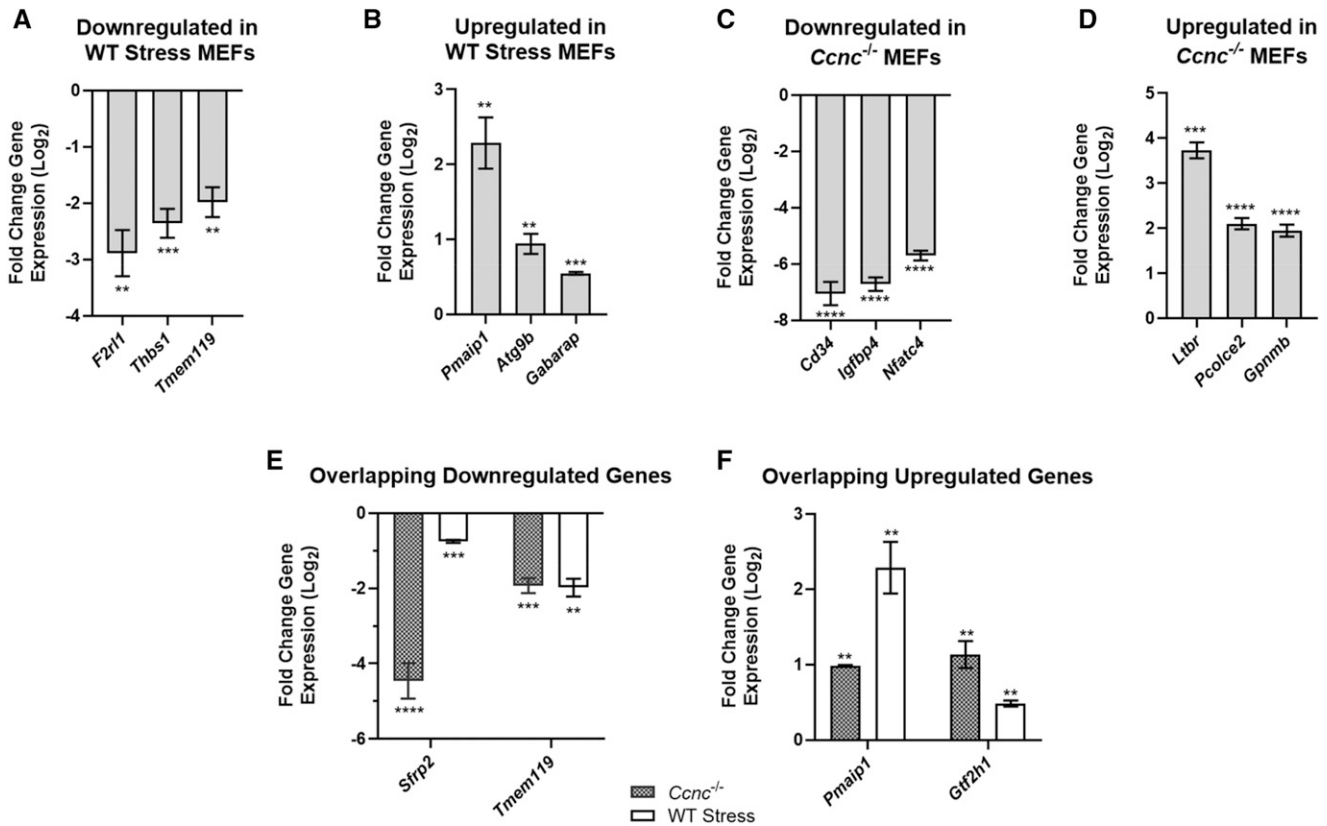 A
Downregulated in
WT Stress MEFs
Fold Change Gene
Expression (Log2)
0
-1
-2
-3
-4
**
***
**
F2rl1
Thbs1
Tmem119
B
Upregulated in
WT Stress MEFs
Fold Change Gene
Expression (Log2)
3
2
1
0
**
**
***
Pmaip1
Atg9b
Gabarap
C
Downregulated in
Ccnc-/- MEFs
Fold Change Gene
Expression (Log2)
0
-2
-4
-6
-8
****
****
****
Cd34
Igfbp4
Nfatc4
D
Upregulated in
Ccnc-/- MEFs
Fold Change Gene
Expression (Log2)
5
4
3
2
1
0
***
****
****
Ltbr
Pcolce2
Gpnmb
E
Overlapping Downregulated Genes
Fold Change Gene
Expression (Log2)
0
-2
-4
-6
****
***
***
**
Sfrp2
Tmem119
F
Overlapping Upregulated Genes
Fold Change Gene
Expression (Log2)
3
2
1
0
**
**
**
**
Pmaip1
Gtf2h1
Ccnc-/-
WT Stress